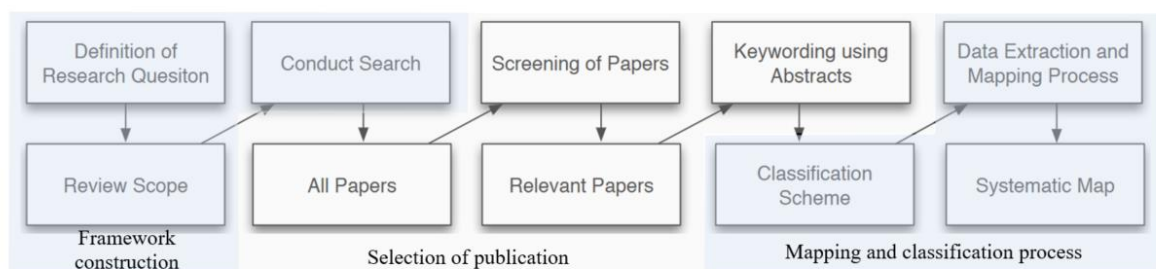 Definition of
Research Quesiton
Conduct Search
Screening of Papers
Keywording using
Abstracts
Data Extraction and
Mapping Process
Review Scope
All Papers
Relevant Papers
Classification
Scheme
Systematic Map
Framework
construction
Selection of publication
Mapping and classification process